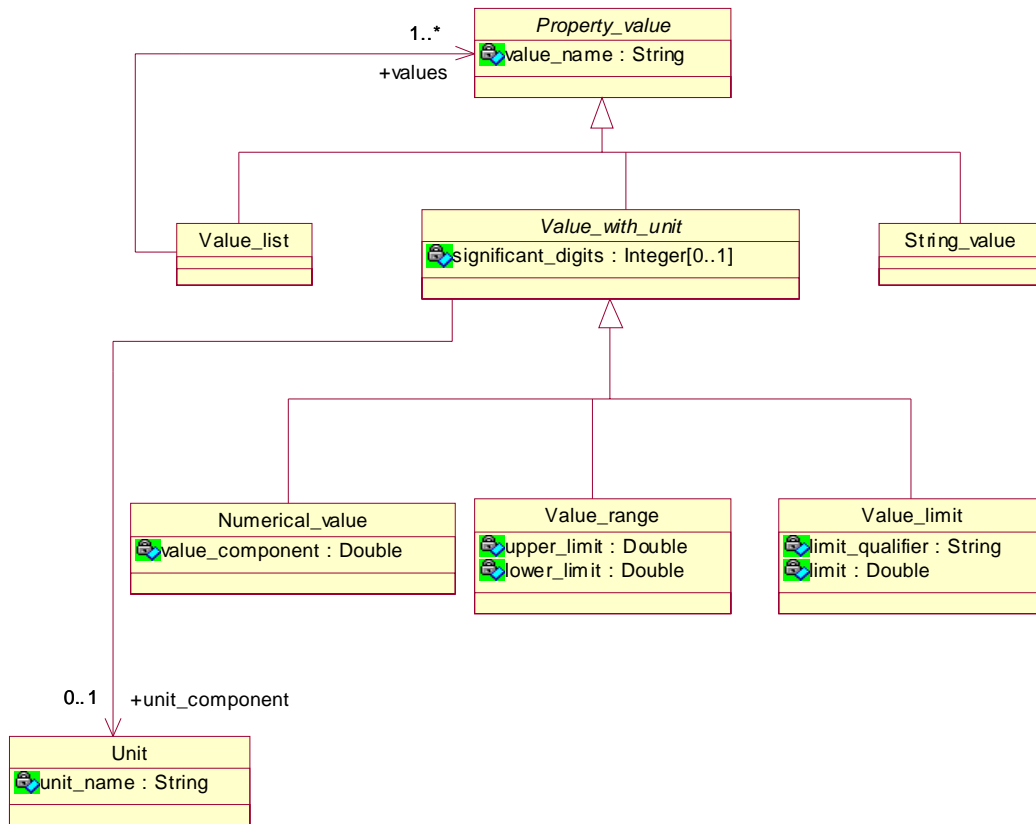 Property_value
value_name : String
1..*
+values
Value_list
Value_with_unit
significant_digits : Integer[0..1]
String_value
Numerical_value
value_component : Double
Value_range
upper_limit : Double
lower_limit : Double
Value_limit
limit_qualifier : String
limit : Double
0..1
+unit_component
Unit
unit_name : String